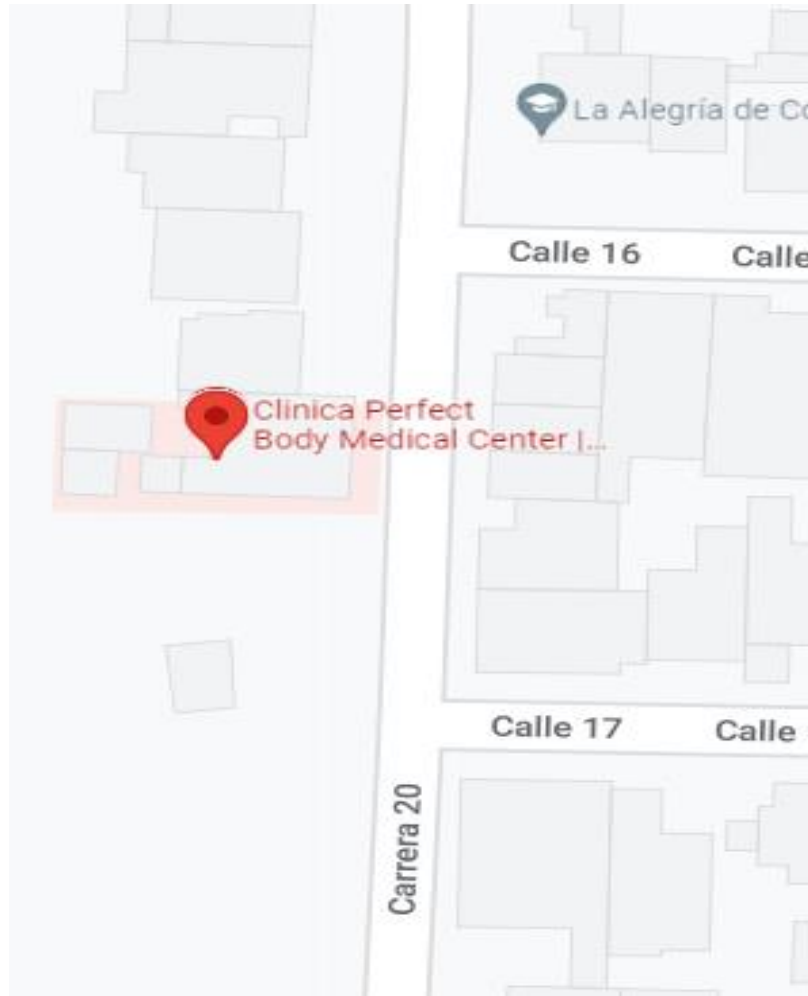 La Alegría de Co
Calle 16
Calle
Clinica Perfect
Body Medical Center |...
Calle 17
Calle
Carrera 20